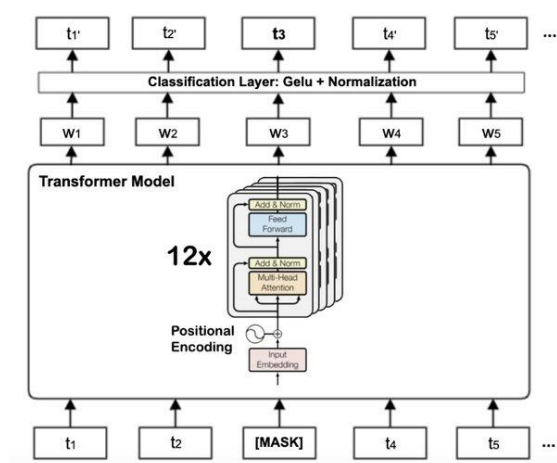 t1' t2' t3 t4' t5' ...
Classification Layer: Gelu + Normalization
w1 w2 w3 w4 w5
Transformer Model
Add & Norm
Feed
Forward
12x
Add & Norm
Multi-Head
Attention
Positional
Encoding
Input
Embedding
t1 t2 [MASK] t4 t5 ...